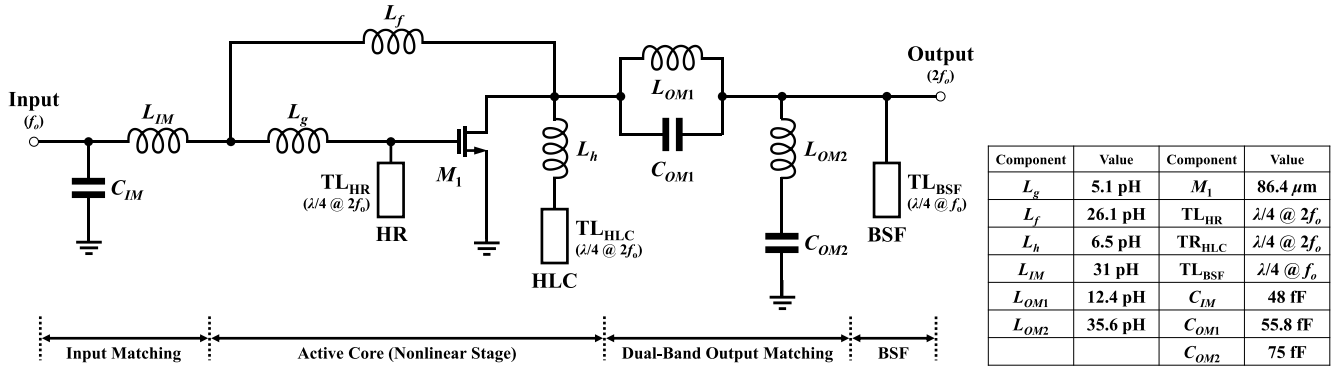 L_f
Output
(2f_o)
Input
(f_o)
L_IM
L_g
L_OM1
L_h
L_OM2
C_IM
TL_HR
(λ/4 @ 2f_o)
HR
M_1
C_OM1
TL_BSF
(λ/4 @ f_o)
BSF
TL_HLC
(λ/4 @ 2f_o)
HLC
C_OM2
Input Matching
Active Core (Nonlinear Stage)
Dual-Band Output Matching
BSF
Component Value Component Value
L_g 5.1 pH M_1 86.4 μm
L_f 26.1 pH TL_HR λ/4 @ 2f_o
L_h 6.5 pH TR_HLC λ/4 @ 2f_o
L_IM 31 pH TL_BSF λ/4 @ f_o
L_OM1 12.4 pH C_IM 48 fF
L_OM2 35.6 pH C_OM1 55.8 fF
C_OM2 75 fF